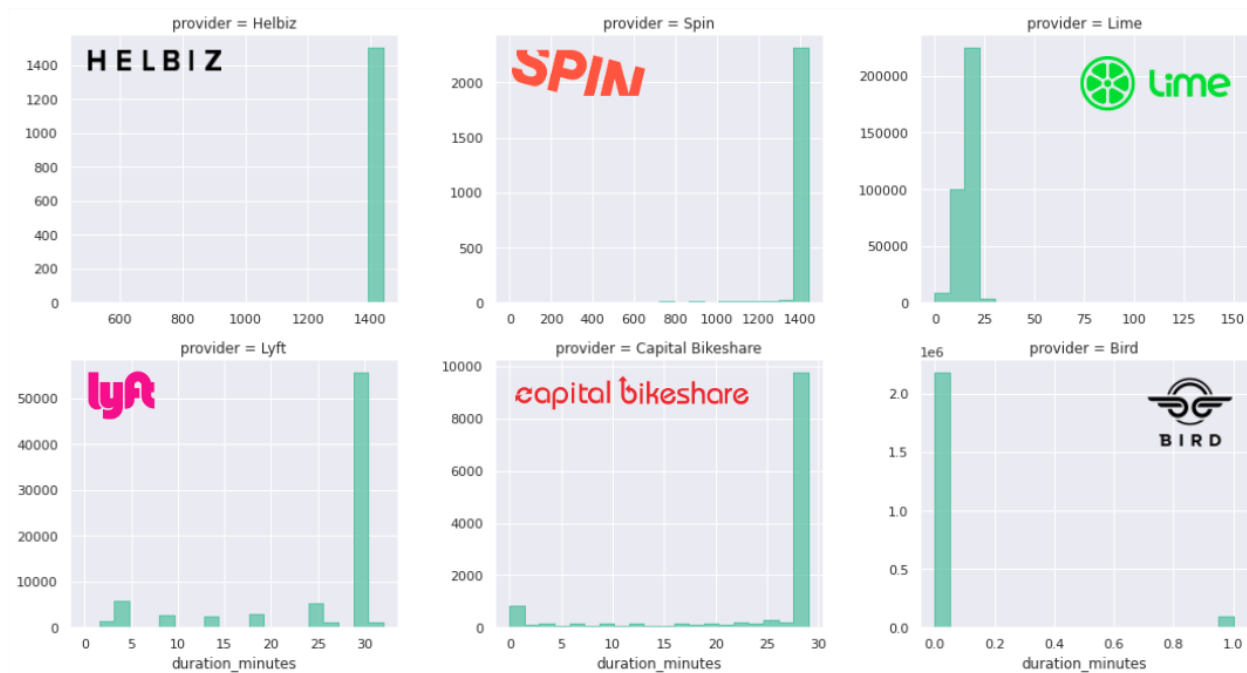 provider = Helbiz
HELBIZ
1400
1200
1000
800
600
400
200
0
600 800 1000 1200 1400
provider = Spin
SPIN
2000
1500
1000
500
0
0 200 400 600 800 1000 1200 1400
provider = Lime
Lime
200000
150000
100000
50000
0
0 25 50 75 100 125 150
provider = Lyft
lyft
50000
40000
30000
20000
10000
0
0 5 10 15 20 25 30
duration_minutes
provider = Capital Bikeshare
capital bikeshare
10000
8000
6000
4000
2000
0
0 5 10 15 20 25 30
duration_minutes
1e6
provider = Bird
BIRD
2.0
1.5
1.0
0.5
0.0
0.0 0.2 0.4 0.6 0.8 1.0
duration_minutes